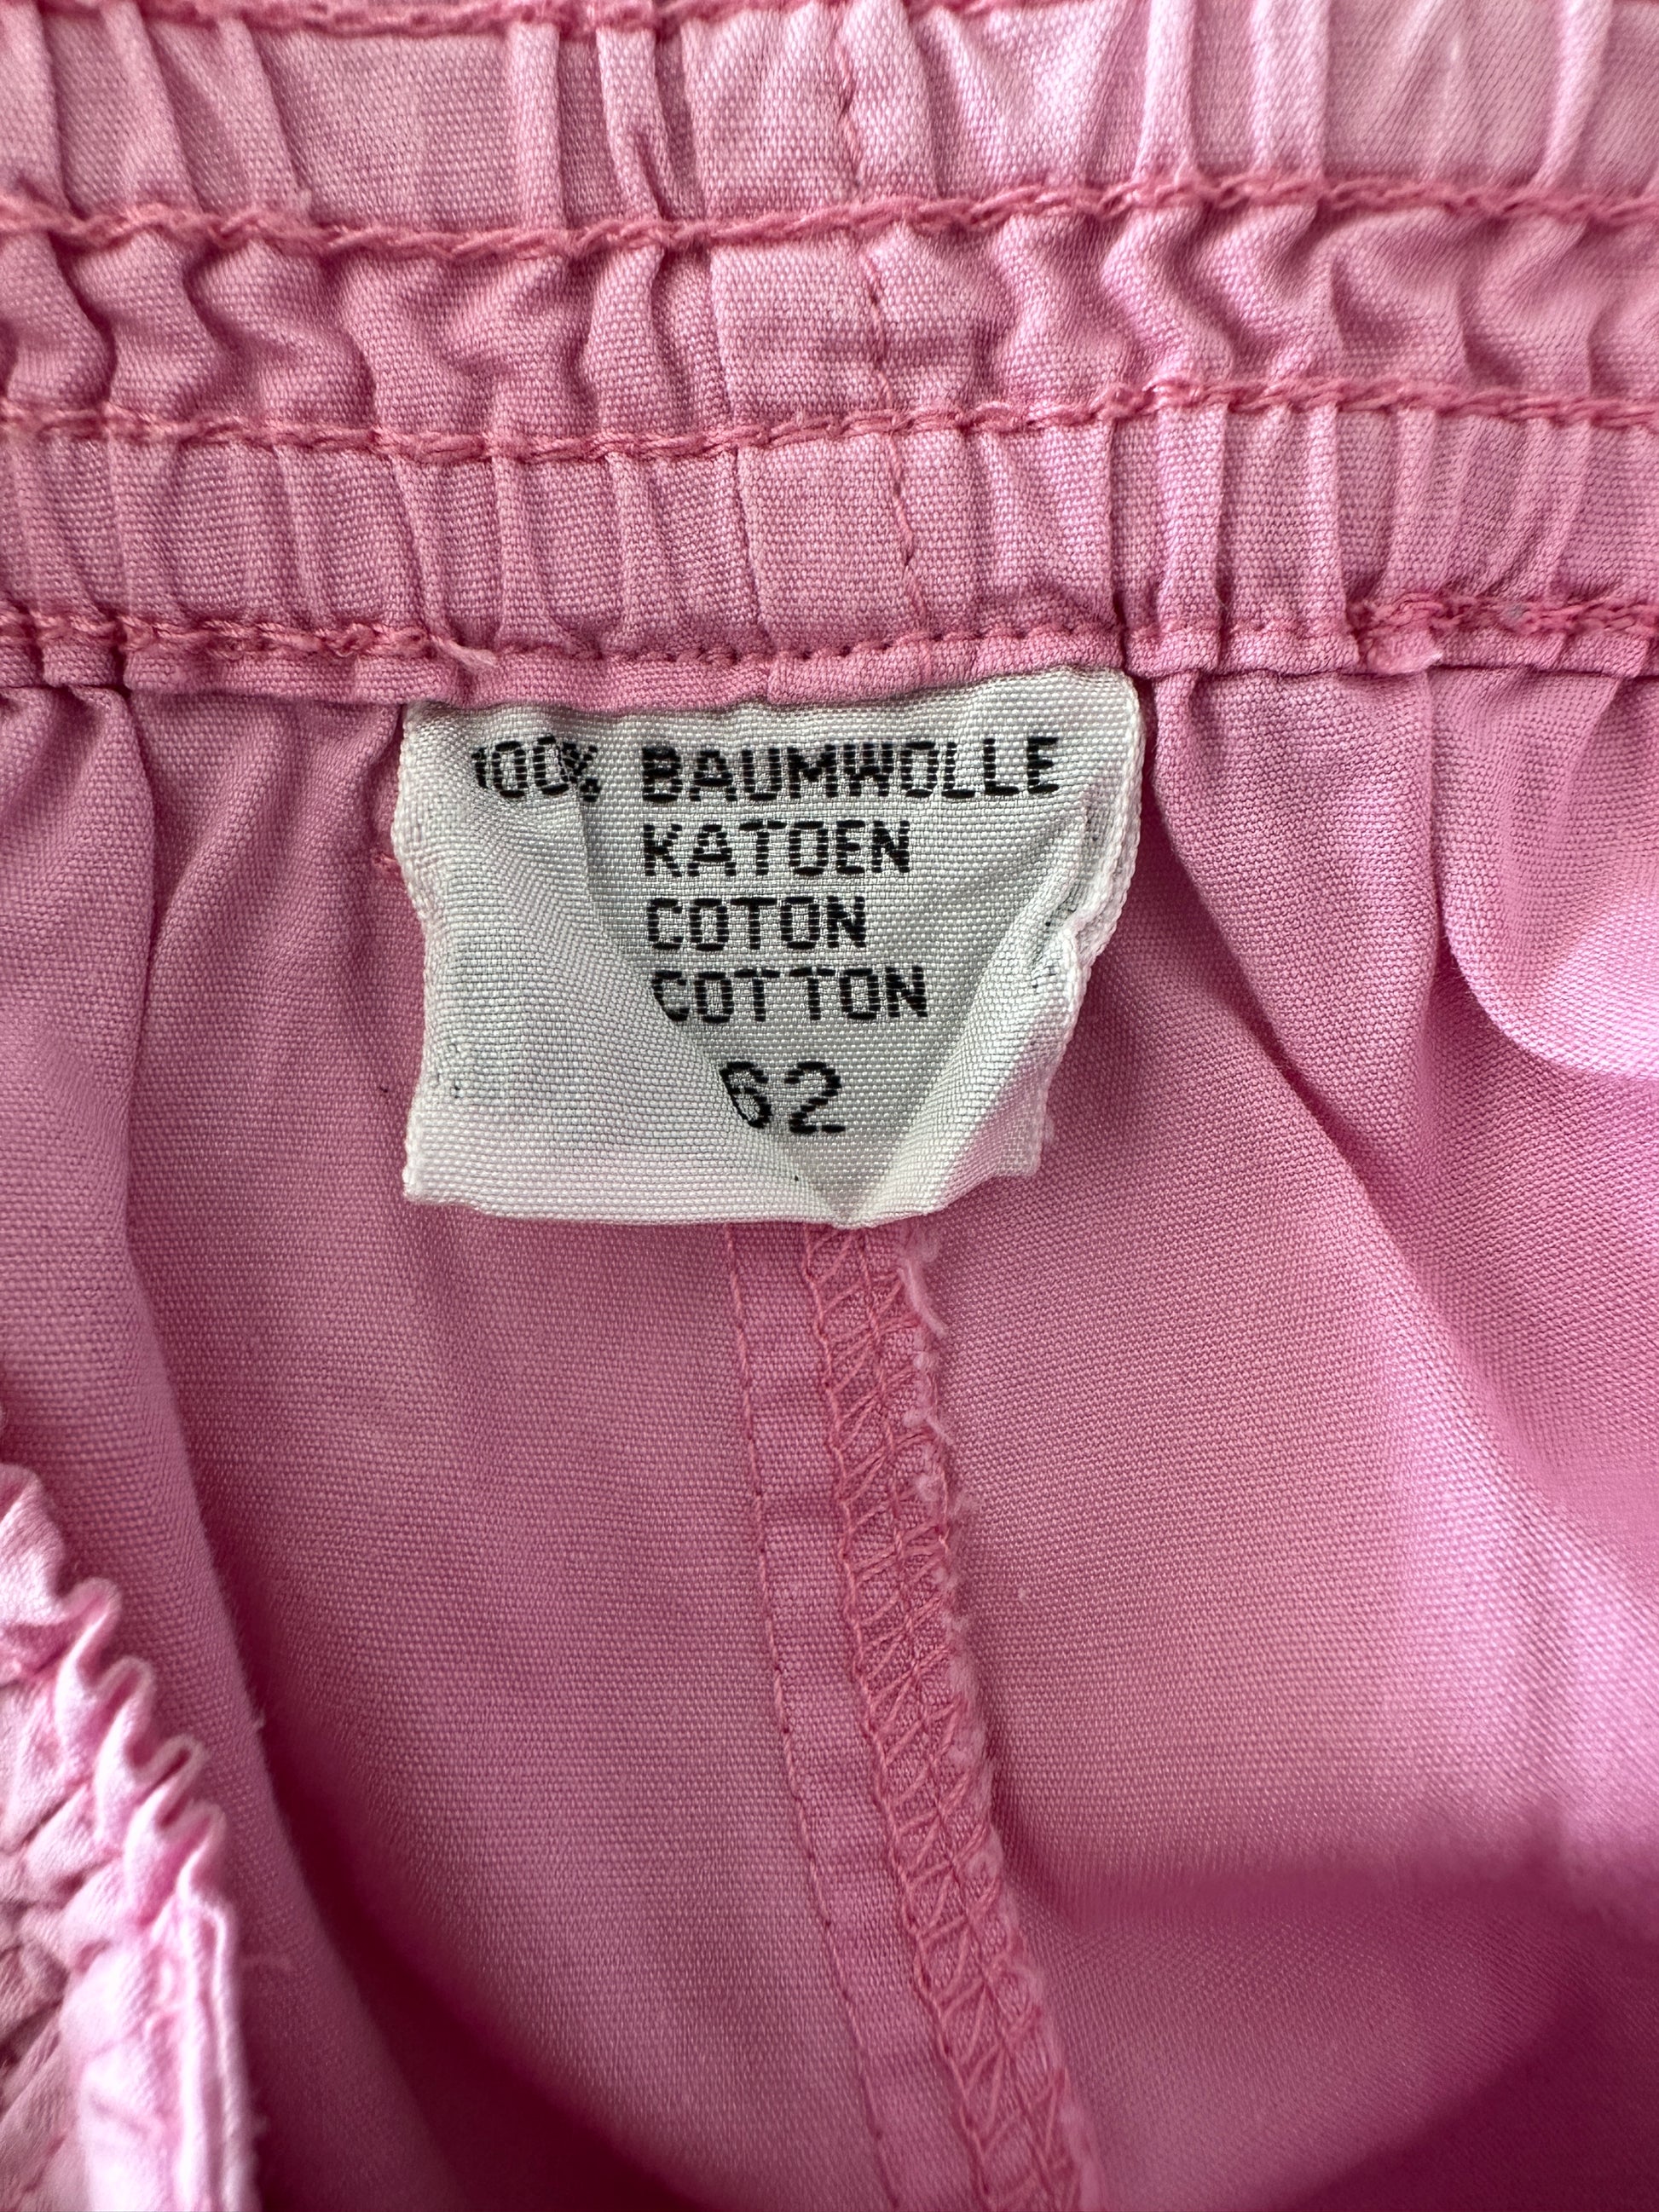 100% BAUMWOLLE
KATOEN
COTON
COTTON
62